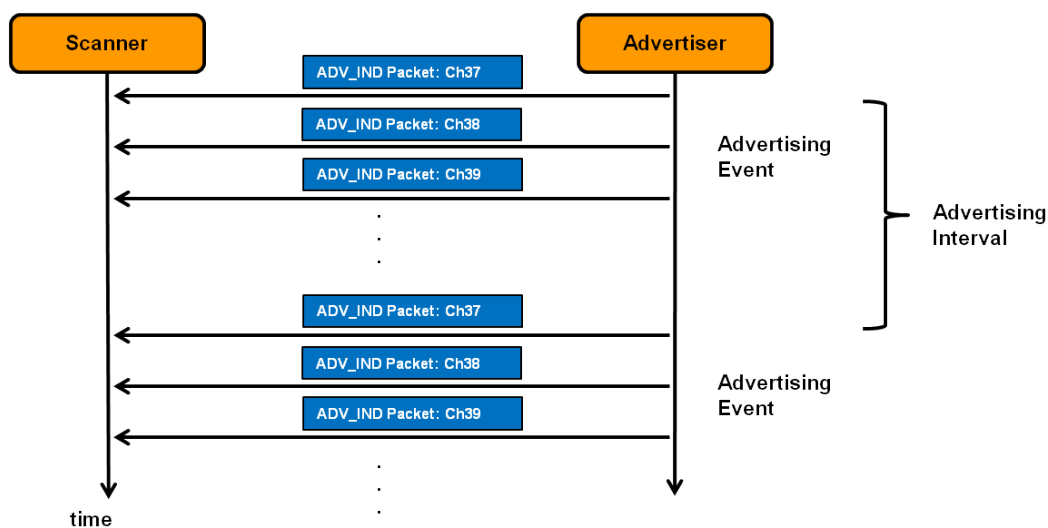 Scanner
Advertiser
ADV_IND Packet: Ch37
ADV_IND Packet: Ch38
ADV_IND Packet: Ch39
Advertising
Event
Advertising
Interval
ADV_IND Packet: Ch37
ADV_IND Packet: Ch38
ADV_IND Packet: Ch39
Advertising
Event
time